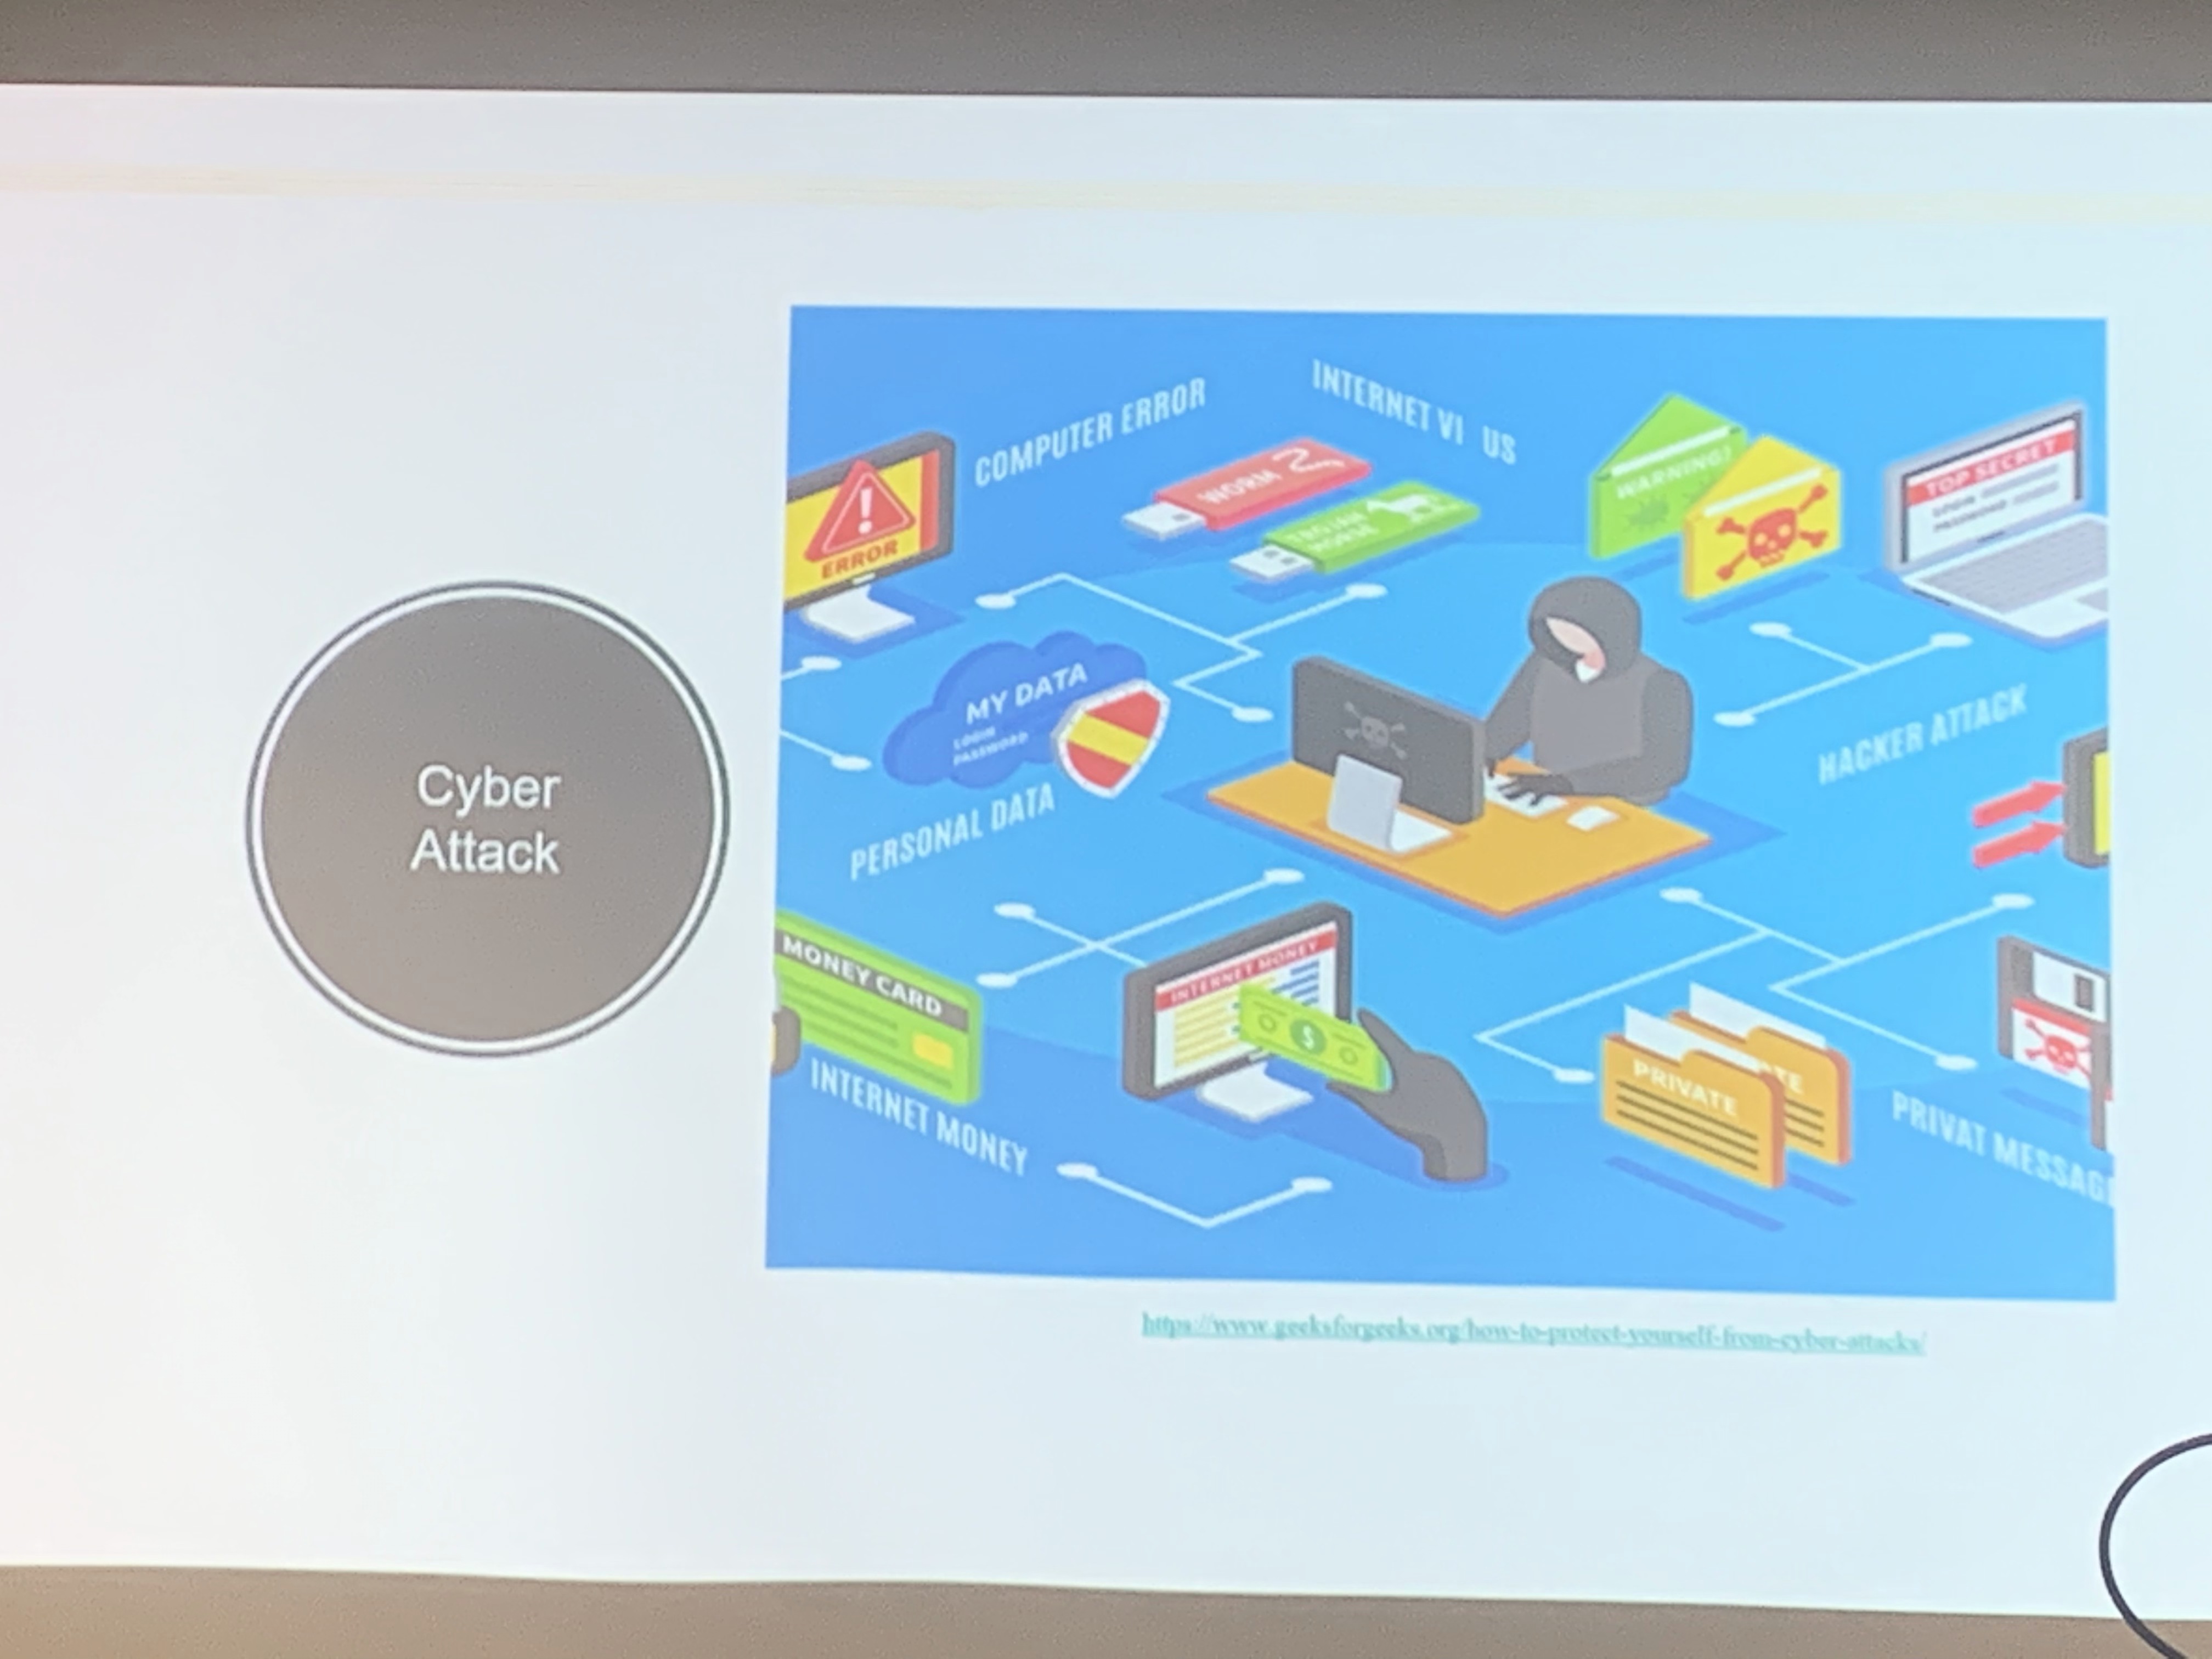 Cyber
Attack
COMPUTER ERROR
INTERNET VI US
ERROR
WORM
TROJAN
HORSE
WARNING!
TOP SECRET
LOGIN
PASSWORD
MY DATA
LOGIN
PASSWORD
PERSONAL DATA
HACKER ATTACK
MONEY CARD
INTERNET MONEY
INTERNET MONEY
$
PRIVATE
TE
PRIVAT MESSAG
https://www.geeksforgeeks.org/how-to-protect-yourself-from-cyber-attacks/